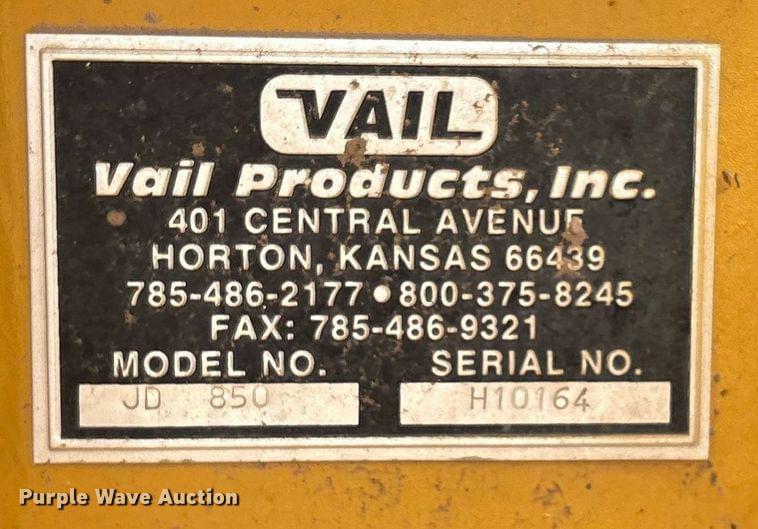 VAIL
Vail Products, Inc.
401 CENTRAL AVENUE
HORTON, KANSAS 66439
785-486-2177 • 800-375-8245
FAX: 785-486-9321
MODEL NO. SERIAL NO.
JD 850 H10164
Purple Wave Auction